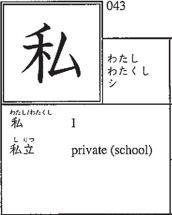 043
私
わたし
わたくし
シ
わたし/わたくし
私 I
しりつ
私立 private (school)